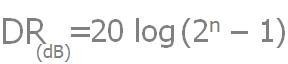 DR(dB)=20 log (2ⁿ – 1)